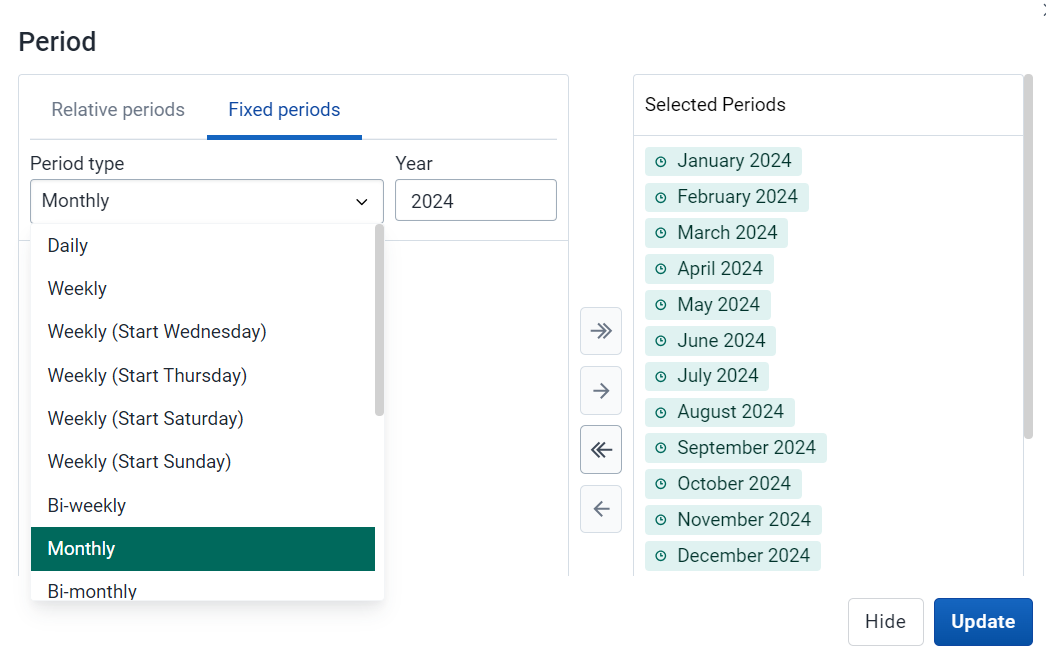 Period
Relative periods
Fixed periods
Period type
Year
Monthly
2024
Daily
Weekly
Weekly (Start Wednesday)
Weekly (Start Thursday)
Weekly (Start Saturday)
Weekly (Start Sunday)
Bi-weekly
Monthly
Bi-monthly
Selected Periods
January 2024
February 2024
March 2024
April 2024
May 2024
June 2024
July 2024
August 2024
September 2024
October 2024
November 2024
December 2024
Hide
Update